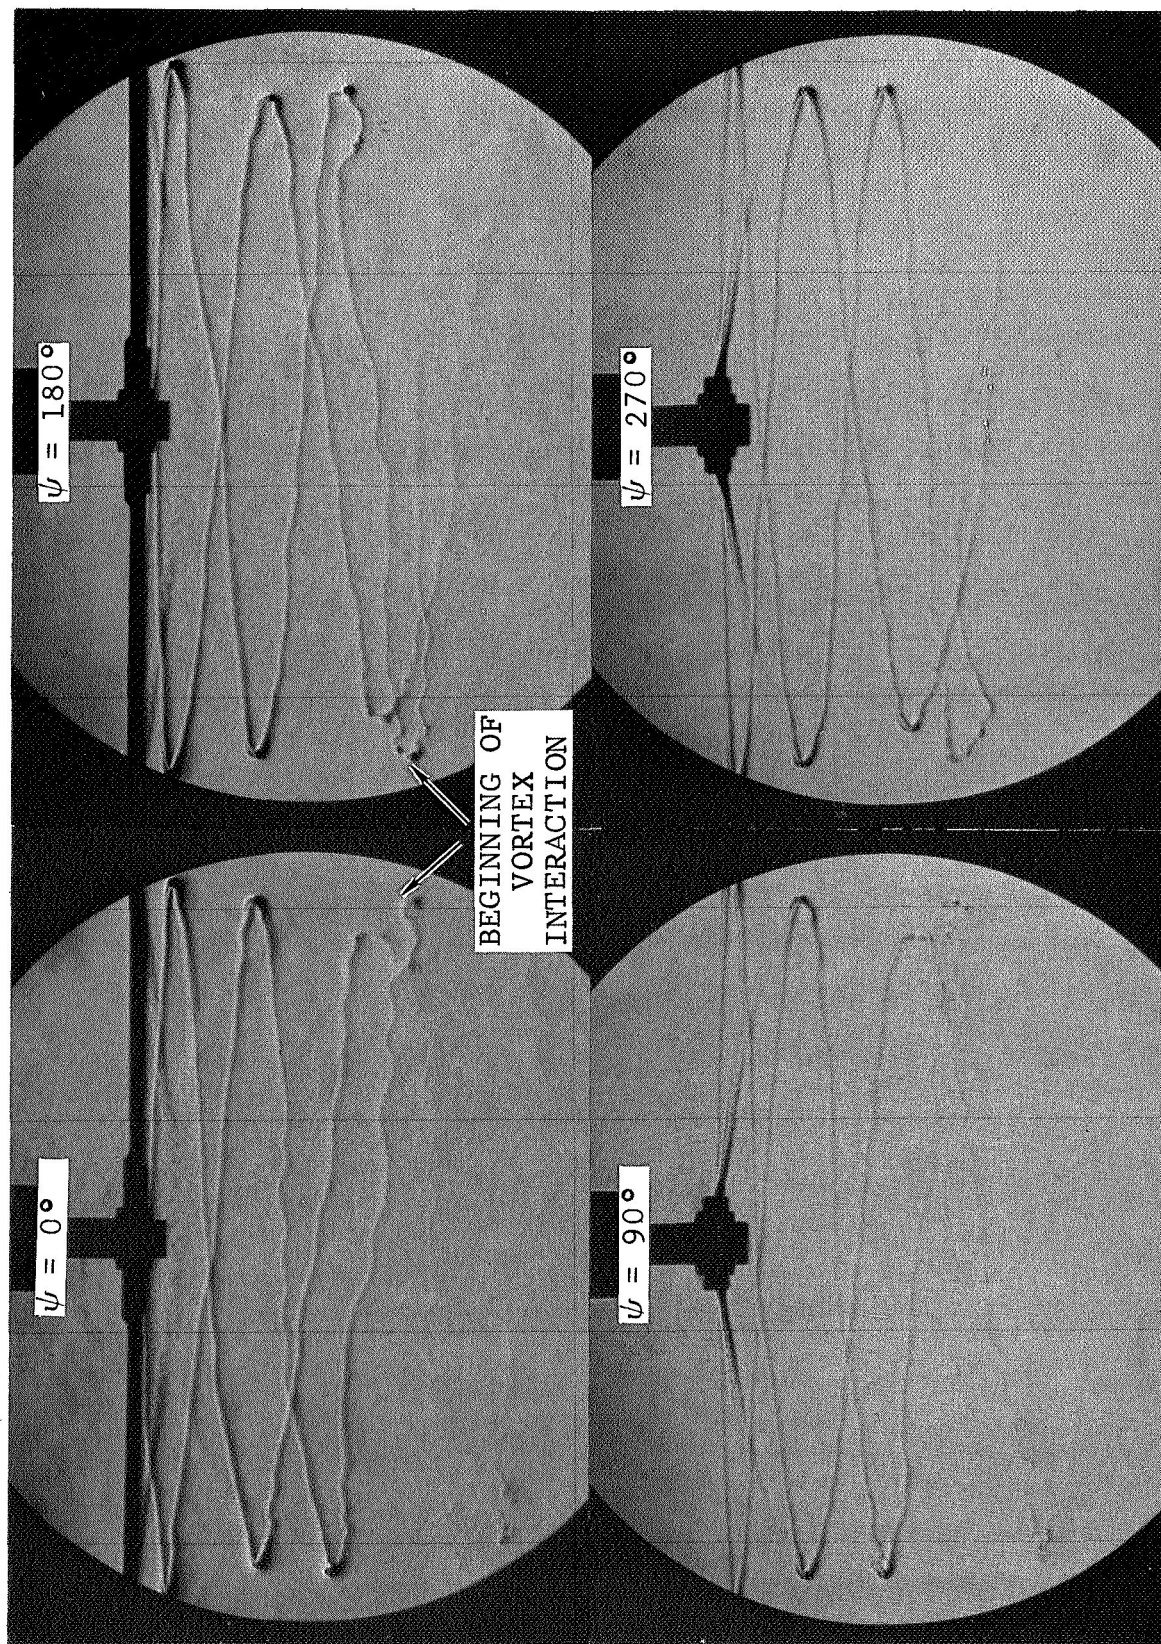 ψ = 180°
ψ = 270°
BEGINNING OF
VORTEX
INTERACTION
ψ = 0°
ψ = 90°